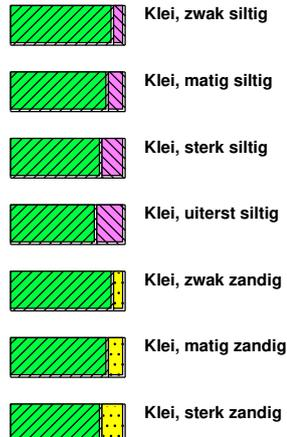 Klei, zwak siltig
Klei, matig siltig
Klei, sterk siltig
Klei, uiterst siltig
Klei, zwak zandig
Klei, matig zandig
Klei, sterk zandig